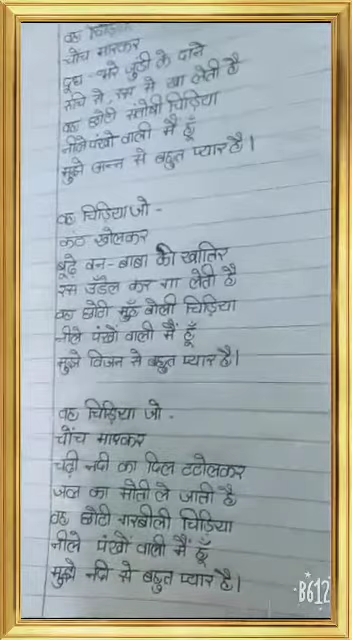 वह चिड़िया
चोंच मारकर
दूध-भरे जुंडी के दाने
रुचि से, रस से खा लेती है
वह छोटी संतोषी चिड़िया
नीले पंखों वाली मैं हूँ
मुझे अन्न से बहुत प्यार है।
वह चिड़िया जो -
कंठ खोलकर
बूढ़े वन-बाबा की खातिर
रस उँडेल कर गा लेती है
वह छोटी मुँह बोली चिड़िया
नीले पंखों वाली मैं हूँ
मुझे विजन से बहुत प्यार है।
वह चिड़िया जो -
चोंच मारकर
चढ़ी नदी का दिल टटोलकर
जल का मोती ले जाती है
वह छोटी गरबीली चिड़िया
नीले पंखों वाली मैं हूँ
मुझे नदी से बहुत प्यार है।
B612